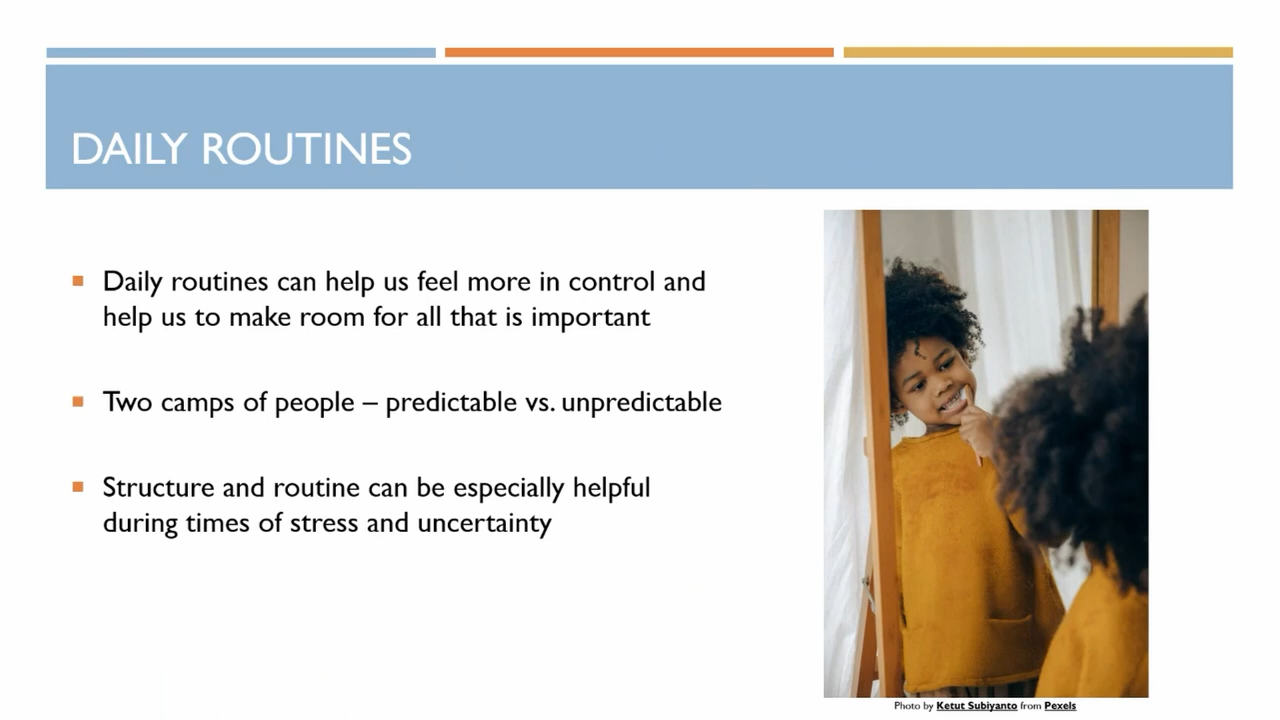 DAILY ROUTINES
Daily routines can help us feel more in control and
help us to make room for all that is important
Two camps of people – predictable vs. unpredictable
Structure and routine can be especially helpful
during times of stress and uncertainty
Photo by Ketut Subiyanto from Pexels